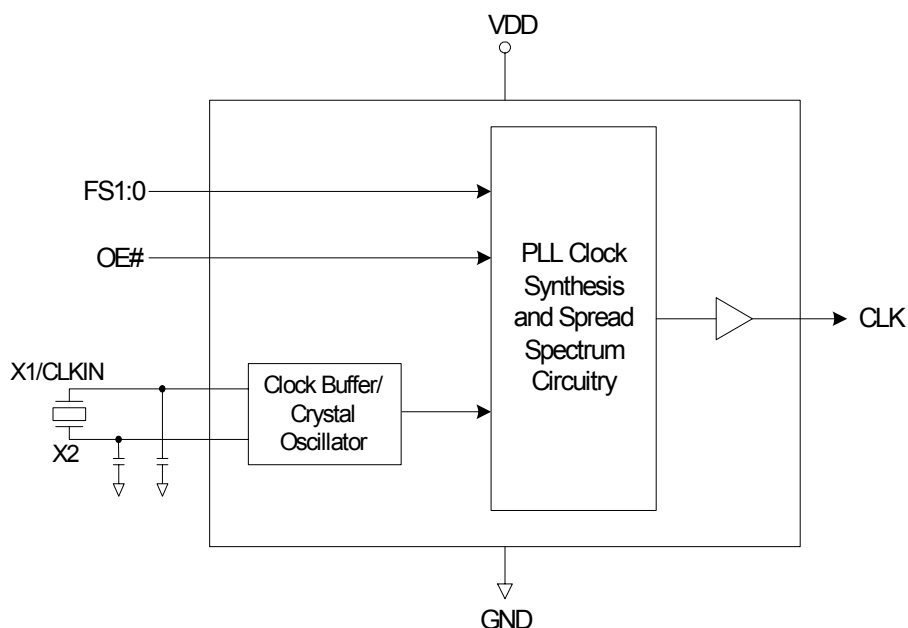 VDD
FS1:0
OE#
PLL Clock
Synthesis
and Spread
Spectrum
Circuitry
CLK
X1/CLKIN
Clock Buffer/
Crystal
Oscillator
X2
GND